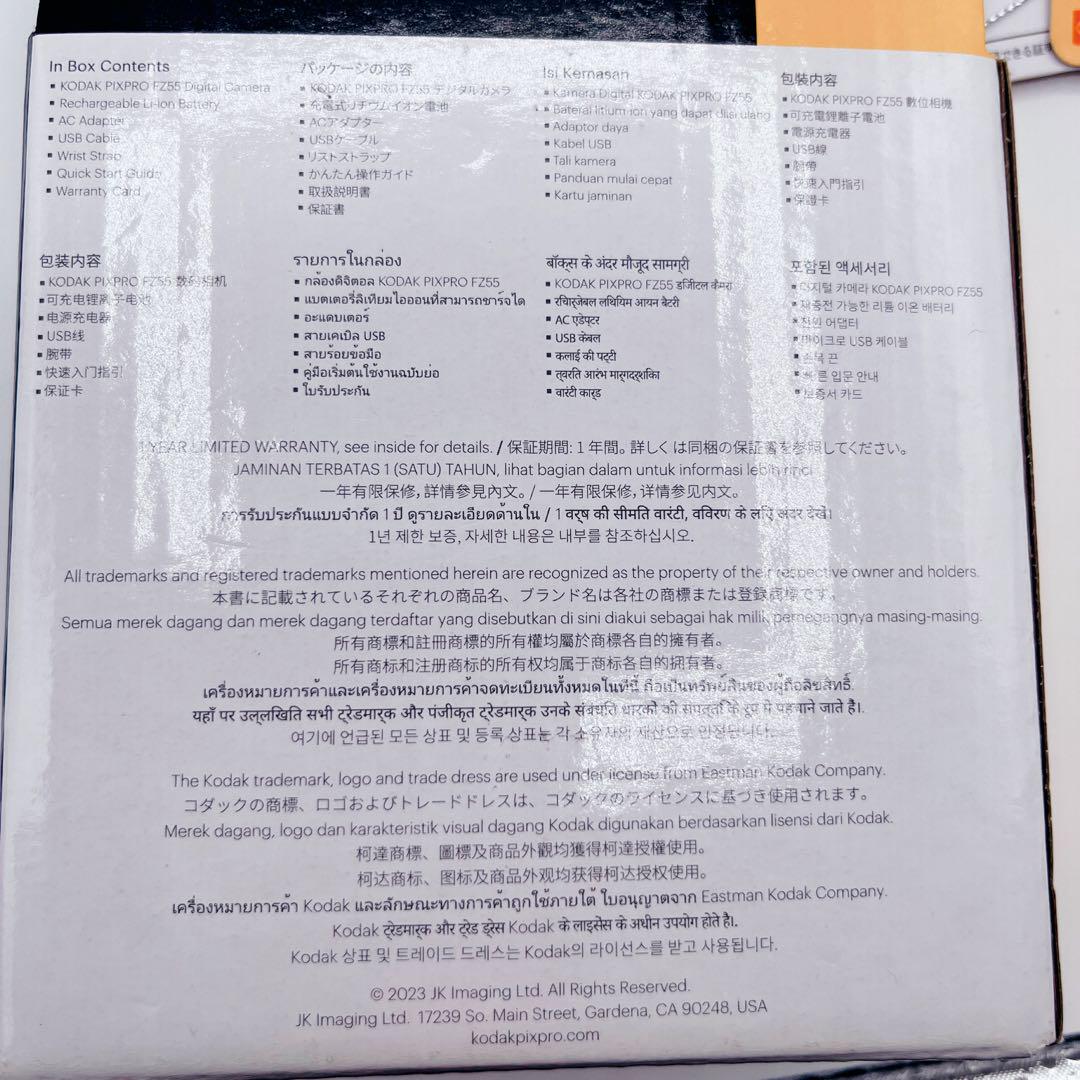 In Box Contents
▪ KODAK PIXPRO FZ55 Digital Camera
▪ Rechargeable Li-Ion Battery
▪ AC Adapter
▪ USB Cable
▪ Wrist Strap
▪ Quick Start Guide
▪ Warranty Card
パッケージの内容
▪ KODAK PIXPRO FZ55 デジタルカメラ
▪ 充電式リチウムイオン電池
▪ ACアダプター
▪ USBケーブル
▪ リストストラップ
▪ かんたん操作ガイド
▪ 取扱説明書
▪ 保証書
Isi Kemasan
▪ Kamera Digital KODAK PIXPRO FZ55
▪ Baterai litium ion yang dapat diisi ulang
▪ Adaptor daya
▪ Kabel USB
▪ Tali kamera
▪ Panduan mulai cepat
▪ Kartu jaminan
包裝內容
▪ KODAK PIXPRO FZ55 數位相機
▪ 可充電鋰離子電池
▪ 電源充電器
▪ USB線
▪ 腕帶
▪ 快速入門指引
▪ 保證卡
包装内容
▪ KODAK PIXPRO FZ55 数码相机
▪ 可充电锂离子电池
▪ 电源充电器
▪ USB线
▪ 腕带
▪ 快速入门指引
▪ 保证卡
รายการในกล่อง
▪ กล้องดิจิตอล KODAK PIXPRO FZ55
▪ แบตเตอรี่ลิเทียมไอออนที่สามารถชาร์จได้
▪ อะแดบเตอร์
▪ สายเคเบิล USB
▪ สายร้อยข้อมือ
▪ คู่มือเริ่มต้นใช้งานฉบับย่อ
▪ ใบรับประกัน
बॉक्स के अंदर मौजूद सामग्री
▪ KODAK PIXPRO FZ55 डिजीटल कैमरा
▪ रिचार्जेबल लिथियिम आयन बैटरी
▪ AC एडेप्टर
▪ USB केबल
▪ कलाई की पट्टी
▪ त्वरित आरंभ मार्गदर्शिका
▪ वारंटी कार्ड
포함된 액세서리
▪ 디지털 카메라 KODAK PIXPRO FZ55
▪ 재충전 가능한 리튬 이온 배터리
▪ 전원 어댑터
▪ 마이크로 USB 케이블
▪ 손목 끈
▪ 빠른 입문 안내
▪ 보증서 카드
1 YEAR LIMITED WARRANTY, see inside for details. / 保証期間: 1 年間。詳しくは同梱の保証書を参照してください。
JAMINAN TERBATAS 1 (SATU) TAHUN, lihat bagian dalam untuk informasi lebih rinci
一年有限保修，詳情參見內文。/ 一年有限保修，详情参见内文。
การรับประกันแบบจำกัด 1 ปี ดูรายละเอียดด้านใน / 1 वर्ष की सीमति वारंटी, वविरण के लिए अंदर देखें।
1년 제한 보증, 자세한 내용은 내부를 참조하십시오.
All trademarks and registered trademarks mentioned herein are recognized as the property of their respective owner and holders.
本書に記載されているそれぞれの商品名、ブランド名は各社の商標または登録商標です。
Semua merek dagang dan merek dagang terdaftar yang disebutkan di sini diakui sebagai hak milik pemegangnya masing-masing.
所有商標和註冊商標的所有權均屬於商標各自的擁有者。
所有商标和注册商标的所有权均属于商标各自的拥有者。
เครื่องหมายการค้าและเครื่องหมายการค้าจดทะเบียนทั้งหมดในที่นี้ ถือเป็นทรัพย์สินของผู้ถือลิขสิทธิ์
यहाँ पर उल्लखिति सभी ट्रेडमार्क और पंजीकृत ट्रेडमार्क उनके संबंधति धारकों की संपत्ती के रूप में पहचाने जाते है।
여기에 언급된 모든 상표 및 등록 상표는 각 소유자의 재산으로 인정됩니다.
The Kodak trademark, logo and trade dress are used under license from Eastman Kodak Company.
コダックの商標、ロゴおよびトレードドレスは、コダックのライセンスに基づき使用されます。
Merek dagang, logo dan karakteristik visual dagang Kodak digunakan berdasarkan lisensi dari Kodak.
柯達商標、圖標及商品外觀均獲得柯達授權使用。
柯达商标、图标及商品外观均获得柯达授权使用。
เครื่องหมายการค้า Kodak และลักษณะทางการค้าถูกใช้ภายใต้ ใบอนุญาตจาก Eastman Kodak Company.
Kodak ट्रेडमार्क और ट्रेड ड्रेस Kodak के लाइसेंस के अधीन उपयोग होते है।
Kodak 상표 및 트레이드 드레스는 Kodak의 라이선스를 받고 사용됩니다.
© 2023 JK Imaging Ltd. All Rights Reserved.
JK Imaging Ltd. 17239 So. Main Street, Gardena, CA 90248, USA
kodakpixpro.com